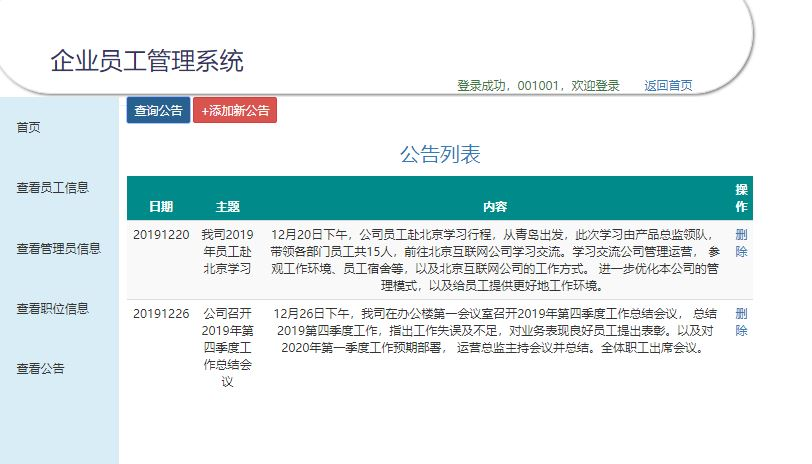 企业员工管理系统
登录成功，001001，欢迎登录 返回首页
首页
查看员工信息
查看管理员信息
查看职位信息
查看公告
查询公告 +添加新公告
公告列表
日期 主题 内容 操作
20191220
我司2019
年员工赴
北京学习
12月20日下午，公司员工赴北京学习行程，从青岛出发，此次学习由产品总监领队，
带领各部门员工共15人，前往北京互联网公司学习交流。学习交流公司管理运营， 参
观工作环境、员工宿舍等，以及北京互联网公司的工作方式。 进一步优化本公司的管
理模式，以及给员工提供更好地工作环境。
删
除
20191226
公司召开
2019年第
四季度工
作总结会
议
12月26日下午，我司在办公楼第一会议室召开2019年第四季度工作总结会议， 总结
2019第四季度工作，指出工作失误及不足，对业务表现良好员工提出表彰。以及对
2020年第一季度工作预期部署， 运营总监主持会议并总结。全体职工出席会议。
删
除